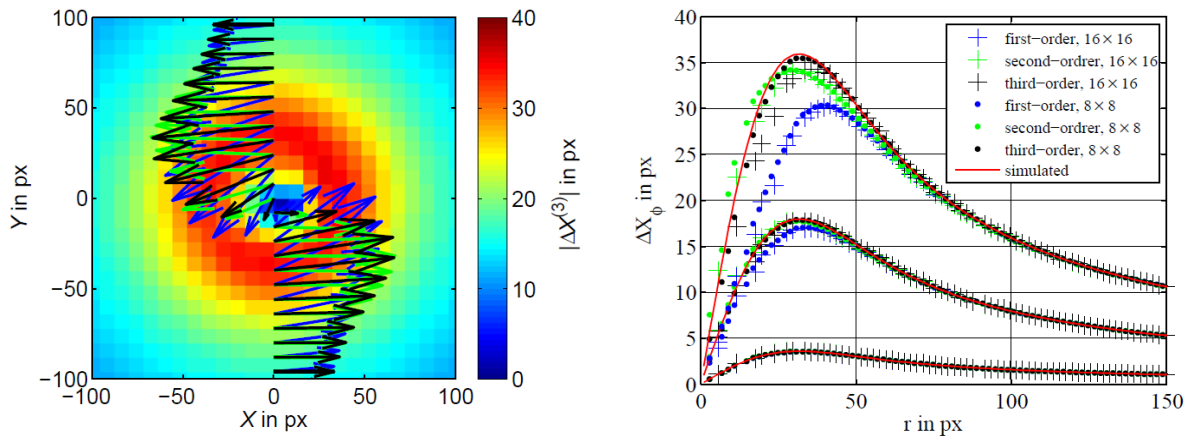 100
50
0
−50
−100
−100
−50
0
50
100
Y in px
X in px
40
30
20
10
0
|ΔX⁽³⁾| in px
40
35
30
25
20
15
10
5
0
0
50
100
150
ΔX_ϕ in px
r in px
first−order, 16×16
second−ordrer, 16×16
third−order, 16×16
first−order, 8×8
second−ordrer, 8×8
third−order, 8×8
simulated